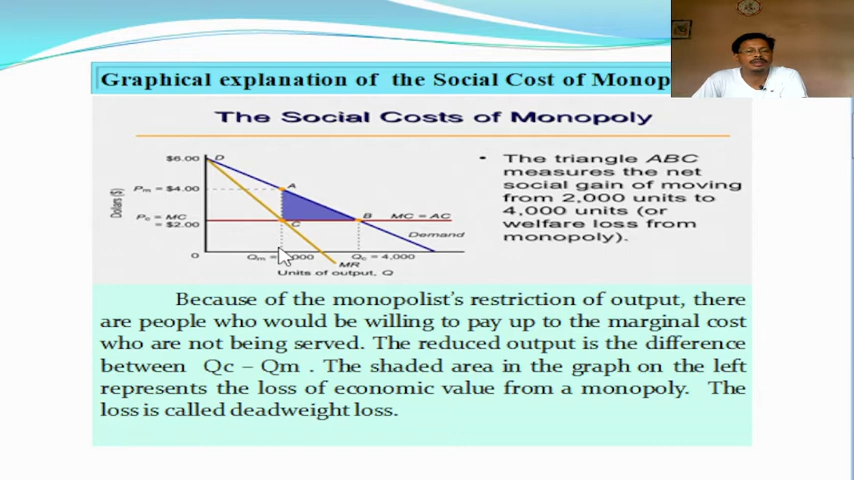 Graphical explanation of the Social Cost of Monop
The Social Costs of Monopoly
$6.00
D
Pm = $4.00
A
Dollars ($)
Pc = MC
= $2.00
C
B
MC = AC
Demand
0
Qm =
Qc = 4,000
MR
Units of output, Q
• The triangle ABC
measures the net
social gain of moving
from 2,000 units to
4,000 units (or
welfare loss from
monopoly).
Because of the monopolist's restriction of output, there
are people who would be willing to pay up to the marginal cost
who are not being served. The reduced output is the difference
between Qc – Qm . The shaded area in the graph on the left
represents the loss of economic value from a monopoly. The
loss is called deadweight loss.